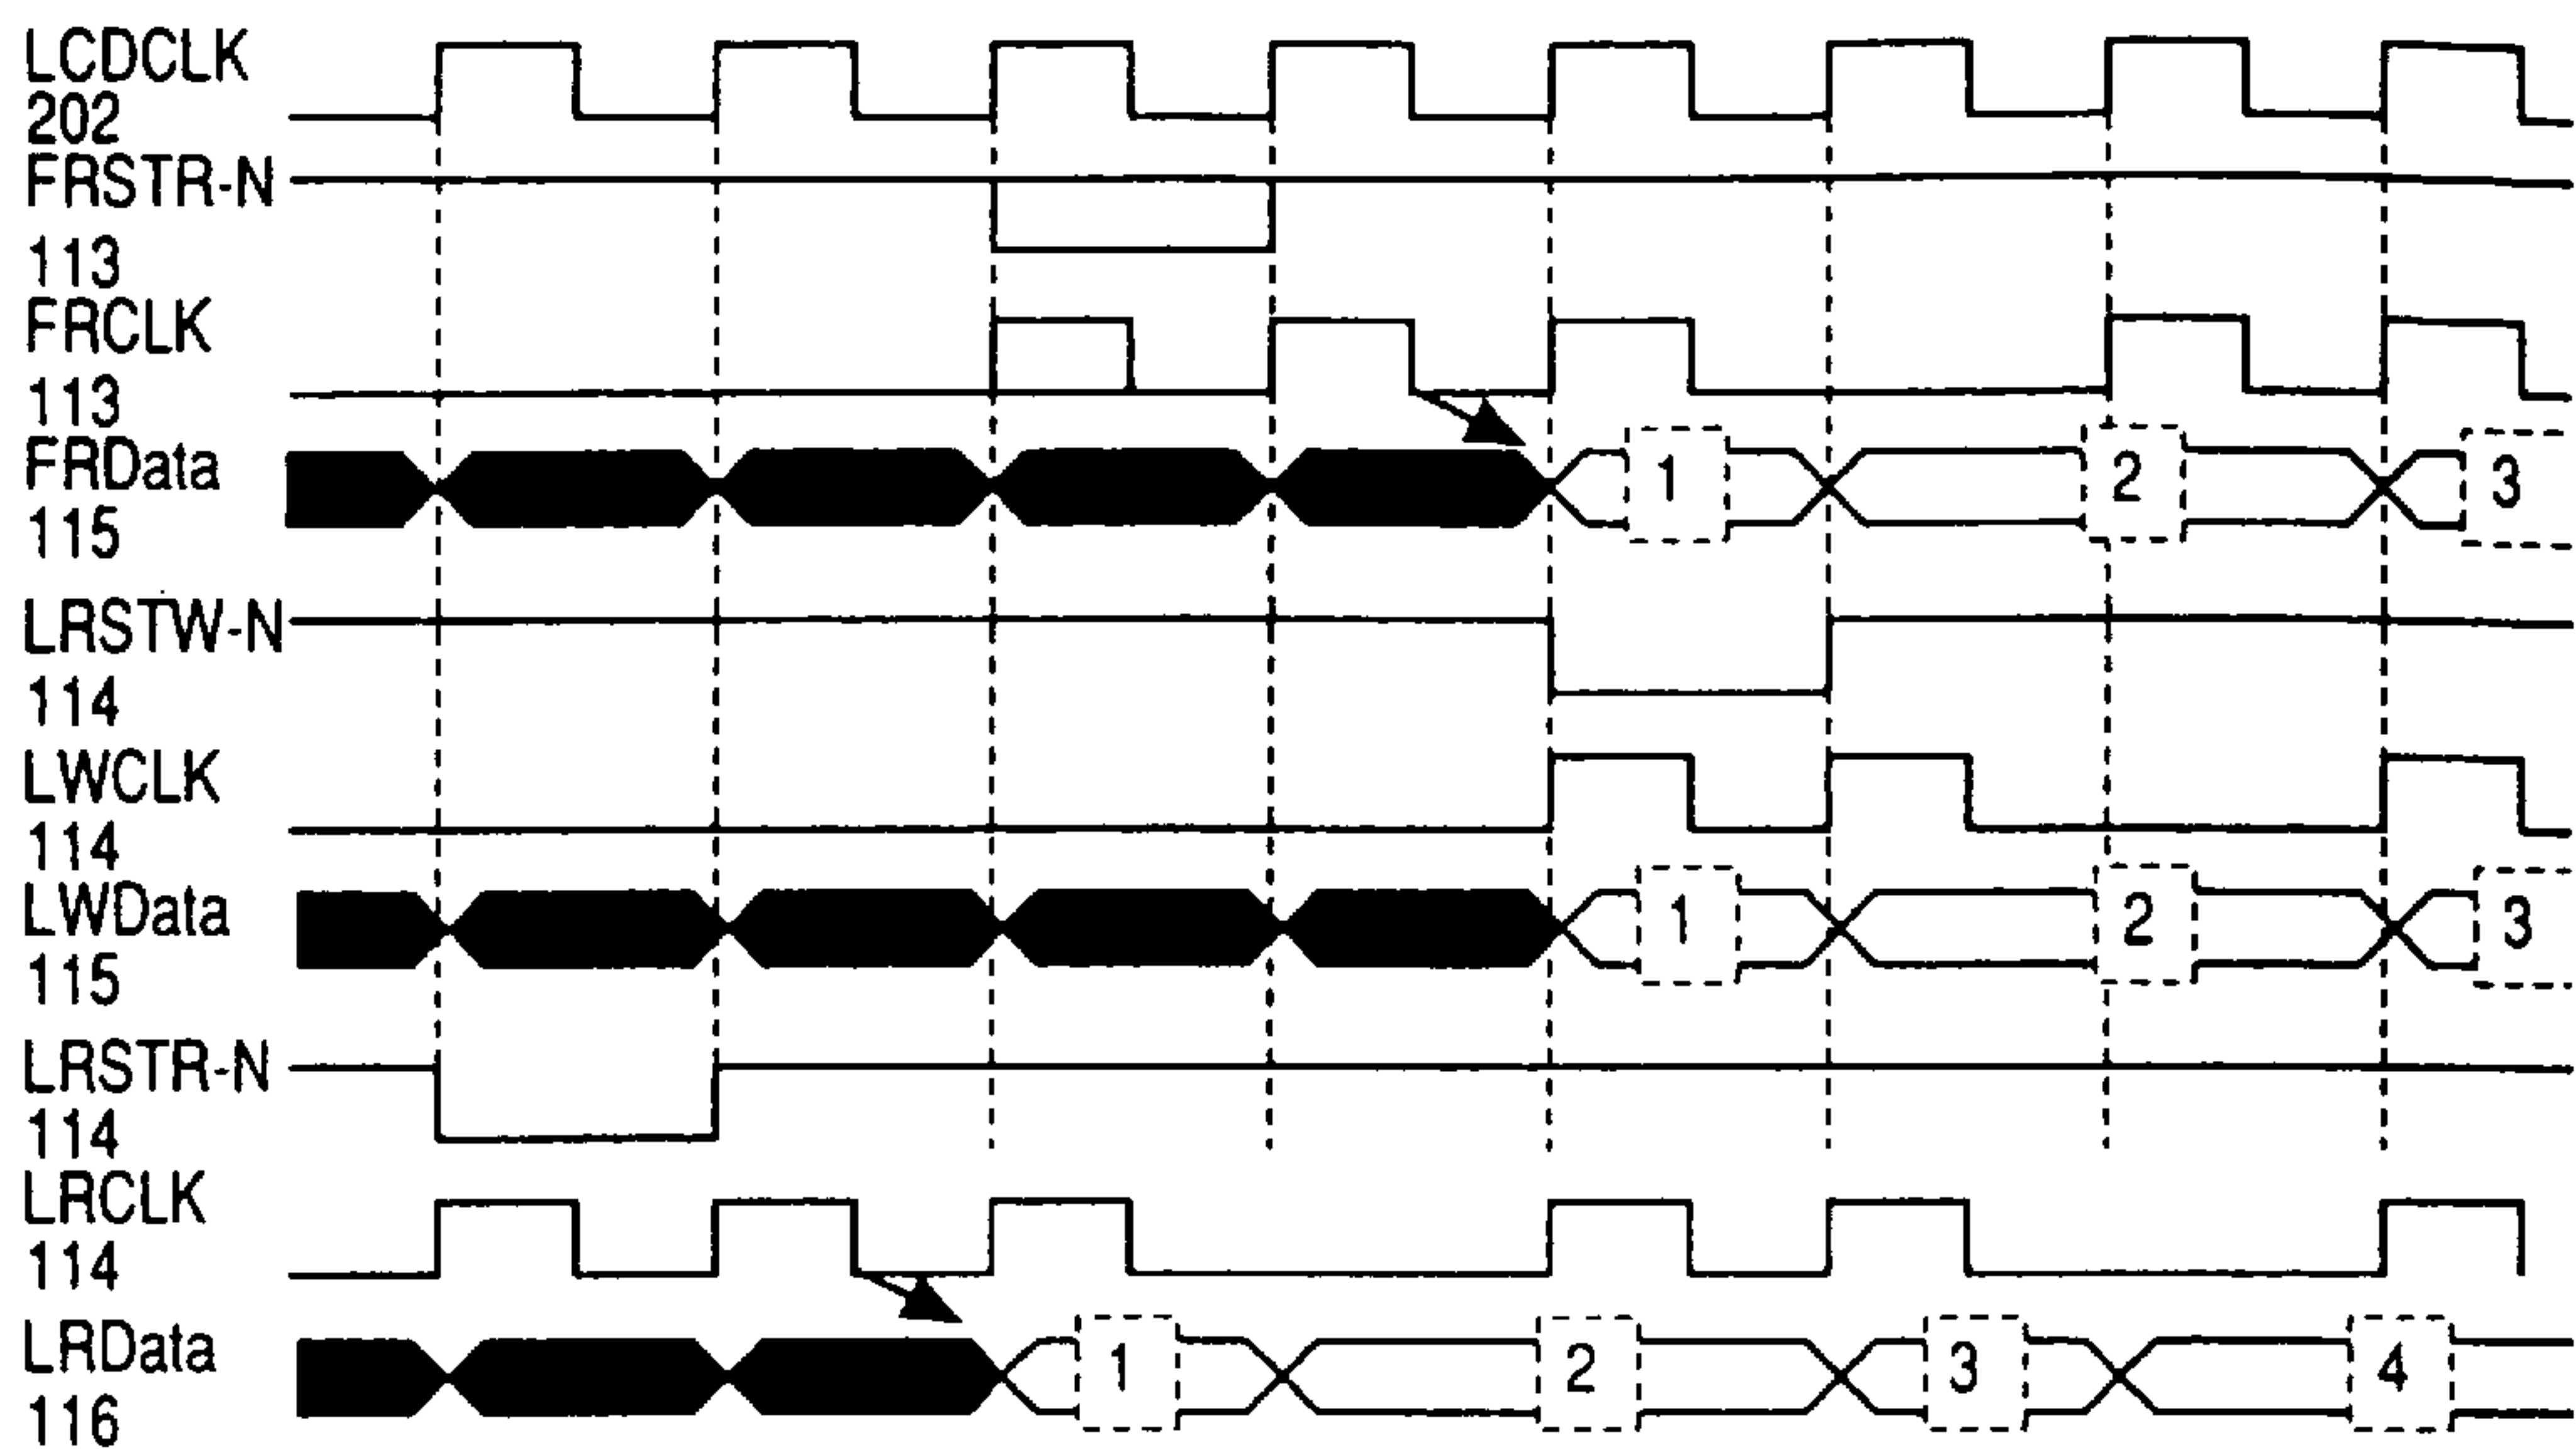 LCDCLK
202
FRSTR-N
113
FRCLK
113
FRData 1 2 3
115
LRSTW-N
114
LWCLK
114
LWData 1 2 3
115
LRSTR-N
114
LRCLK
114
LRData 1 2 3 4
116